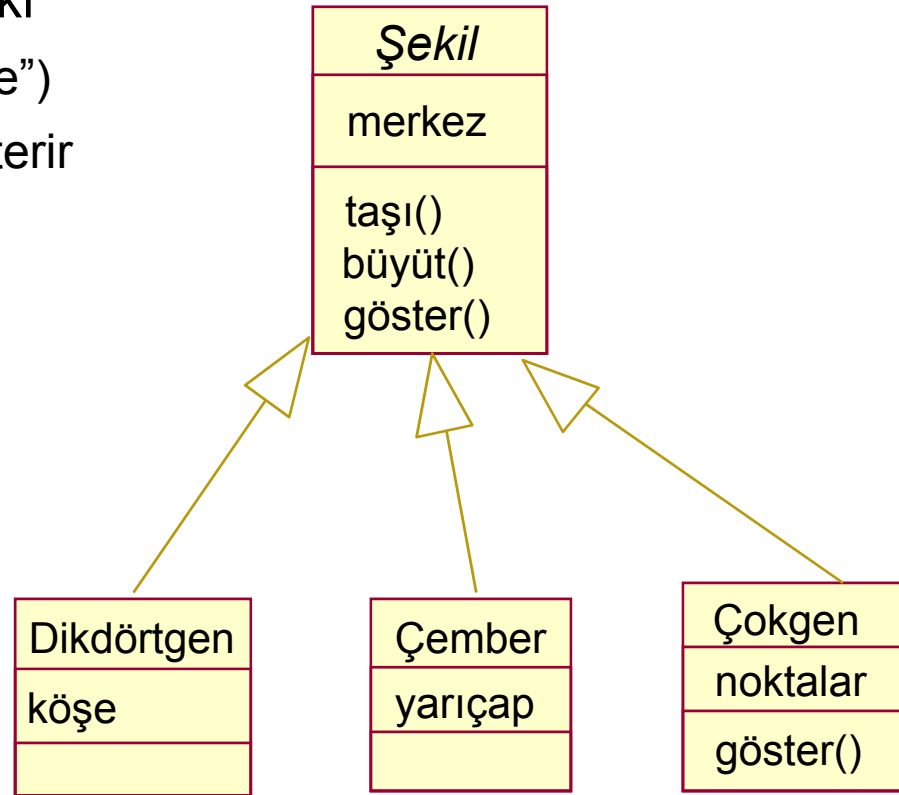 e”)
Şekil
merkez
taşı()
büyüt()
göster()
Dikdörtgen
köşe
Çember
yarıçap
Çokgen
noktalar
göster()